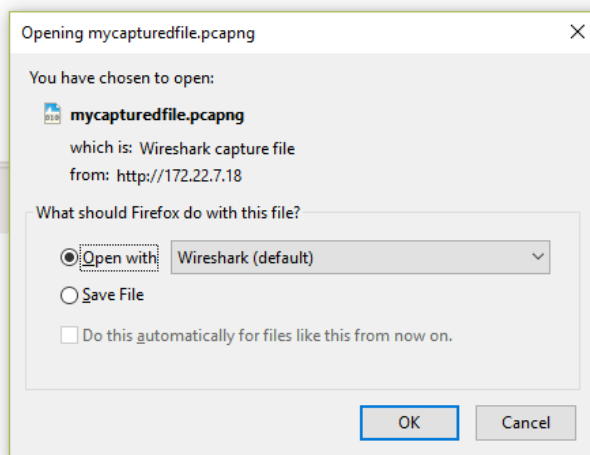 Opening mycapturedfile.pcapng
You have chosen to open:
mycapturedfile.pcapng
which is: Wireshark capture file
from: http://172.22.7.18
What should Firefox do with this file?
Open with Wireshark (default)
Save File
Do this automatically for files like this from now on.
OK Cancel